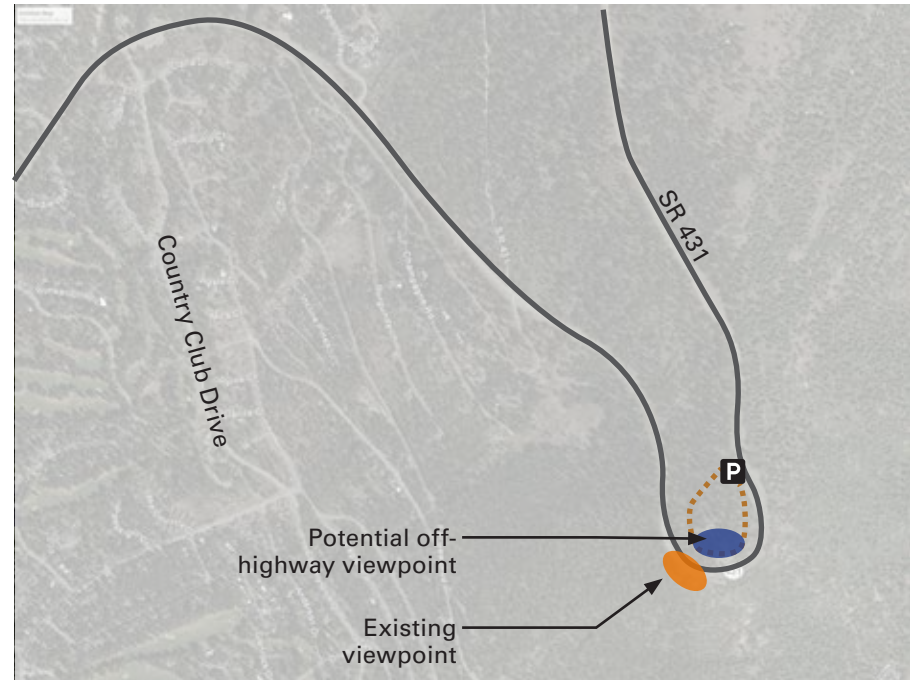 SR 431
Country Club Drive
P
Potential off-
highway viewpoint
Existing
viewpoint